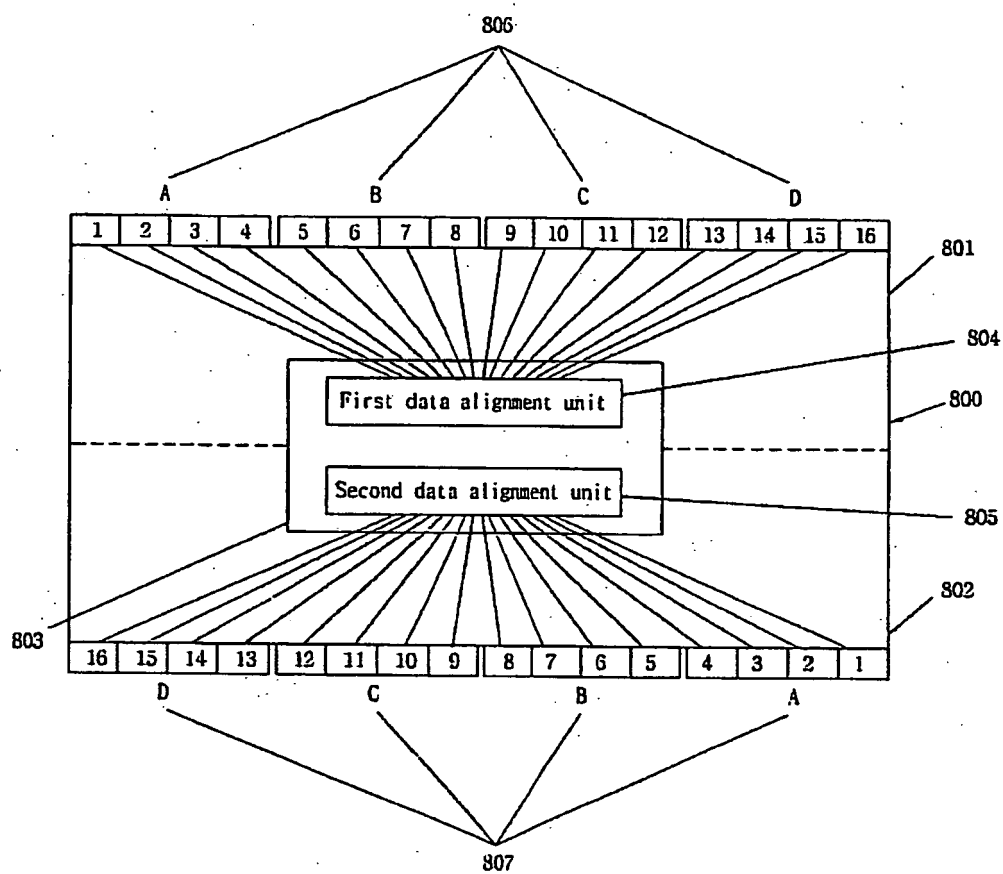 806
A B C D
1 2 3 4 5 6 7 8 9 10 11 12 13 14 15 16
801
804
First data alignment unit
800
Second data alignment unit
805
802
803
16 15 14 13 12 11 10 9 8 7 6 5 4 3 2 1
D C B A
807